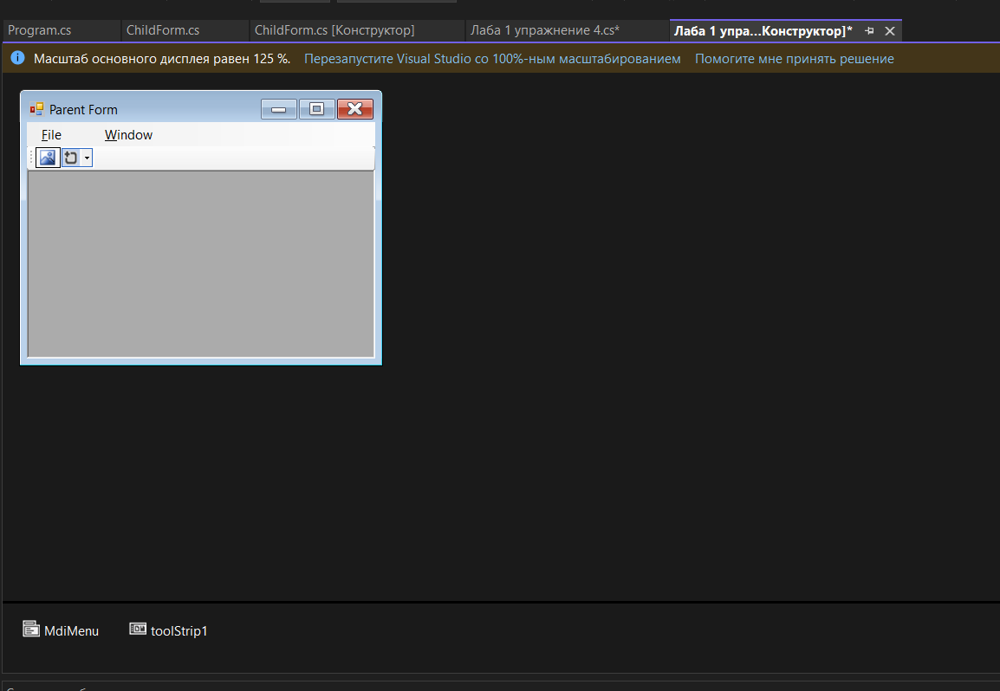 Program.cs ChildForm.cs ChildForm.cs [Конструктор] Лаба 1 упражнение 4.cs* Лаба 1 упра...Конструктор]*
Масштаб основного дисплея равен 125 %. Перезапустите Visual Studio со 100%-ным масштабированием Помогите мне принять решение
Parent Form
File Window
MdiMenu toolStrip1